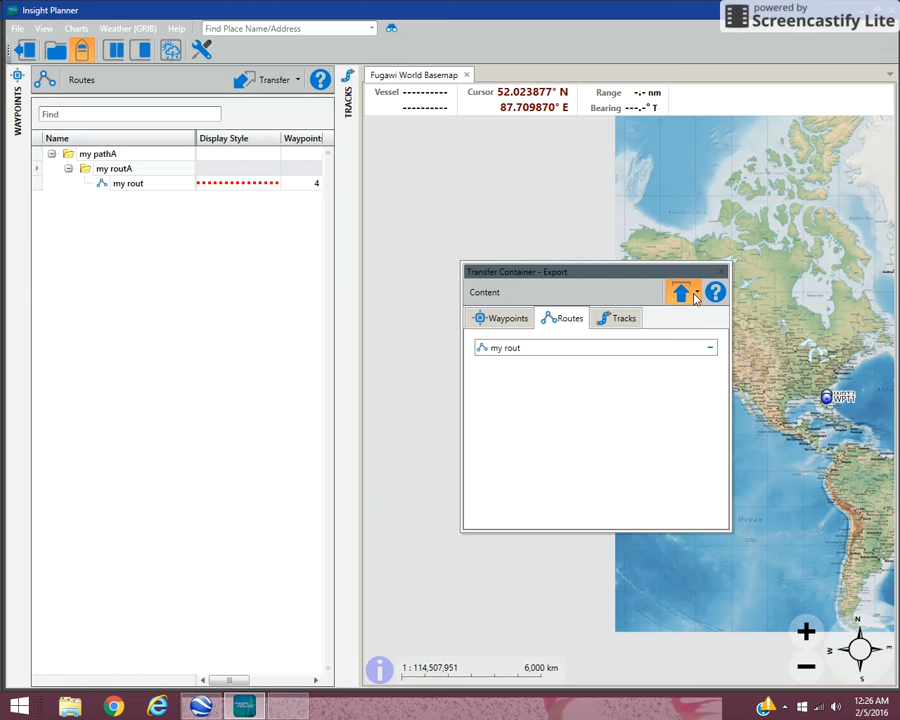 Insight Planner
powered by
Screencastify Lite
File View Charts Weather (GRIB) Help Find Place Name/Address
WAYPOINTS
Routes
Transfer
TRACKS
Find
Name Display Style Waypoint
my pathA
my routA
my rout 4
Fugawi World Basemap
Vessel ---------- Cursor 52.023877° N Range -.- nm
---------- 87.709870° E Bearing ---.-° T
Transfer Container - Export
Content
Waypoints Routes Tracks
my rout
WPT1
Ocean
N
W E
S
1 : 114,507,951 6,000 km
12:26 AM
2/5/2016